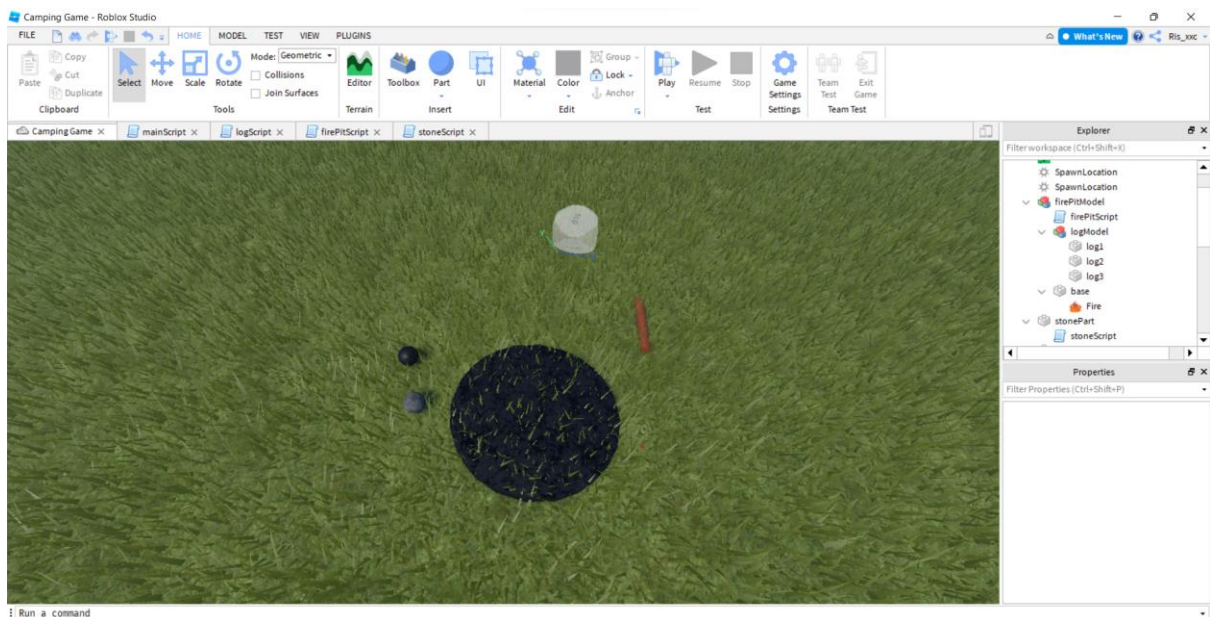 Camping Game - Roblox Studio
FILE HOME MODEL TEST VIEW PLUGINS What's New Ris_xxc
Paste Copy Cut Duplicate Clipboard
Select Move Scale Rotate Mode: Geometric Collisions Join Surfaces Tools
Editor Terrain
Toolbox Part UI Insert
Material Color Group Lock Anchor Edit
Play Resume Stop Test
Game Settings Settings
Team Test Exit Game Team Test
Camping Game mainScript logScript firePitScript stoneScript
Explorer
Filter workspace (Ctrl+Shift+X)
SpawnLocation
SpawnLocation
firePitModel
firePitScript
logModel
log1
log2
log3
base
Fire
stonePart
stoneScript
Properties
Filter Properties (Ctrl+Shift+P)
Run a command